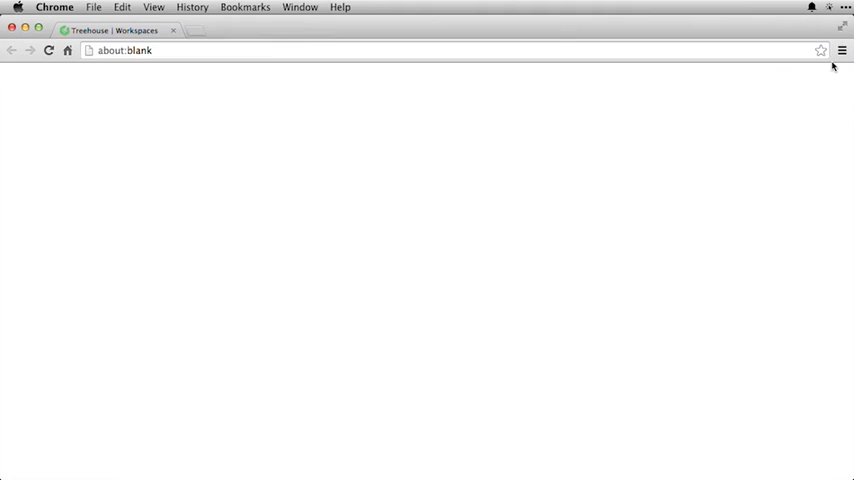 Chrome File Edit View History Bookmarks Window Help
Treehouse | Workspaces
about:blank